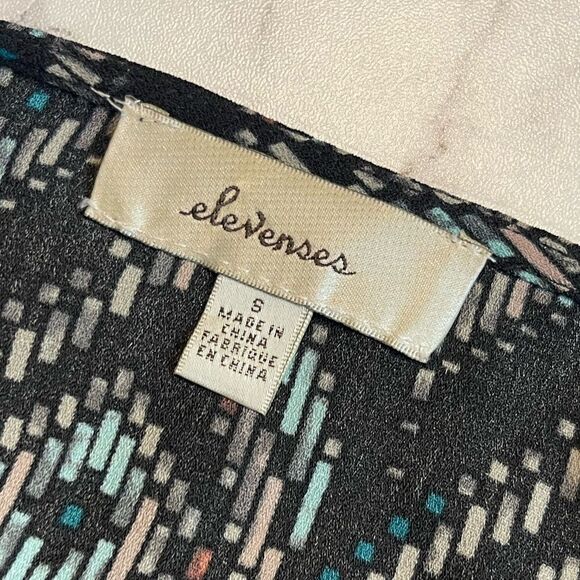 elevenses
S
MADE IN
CHINA
FABRIQUE
EN CHINA